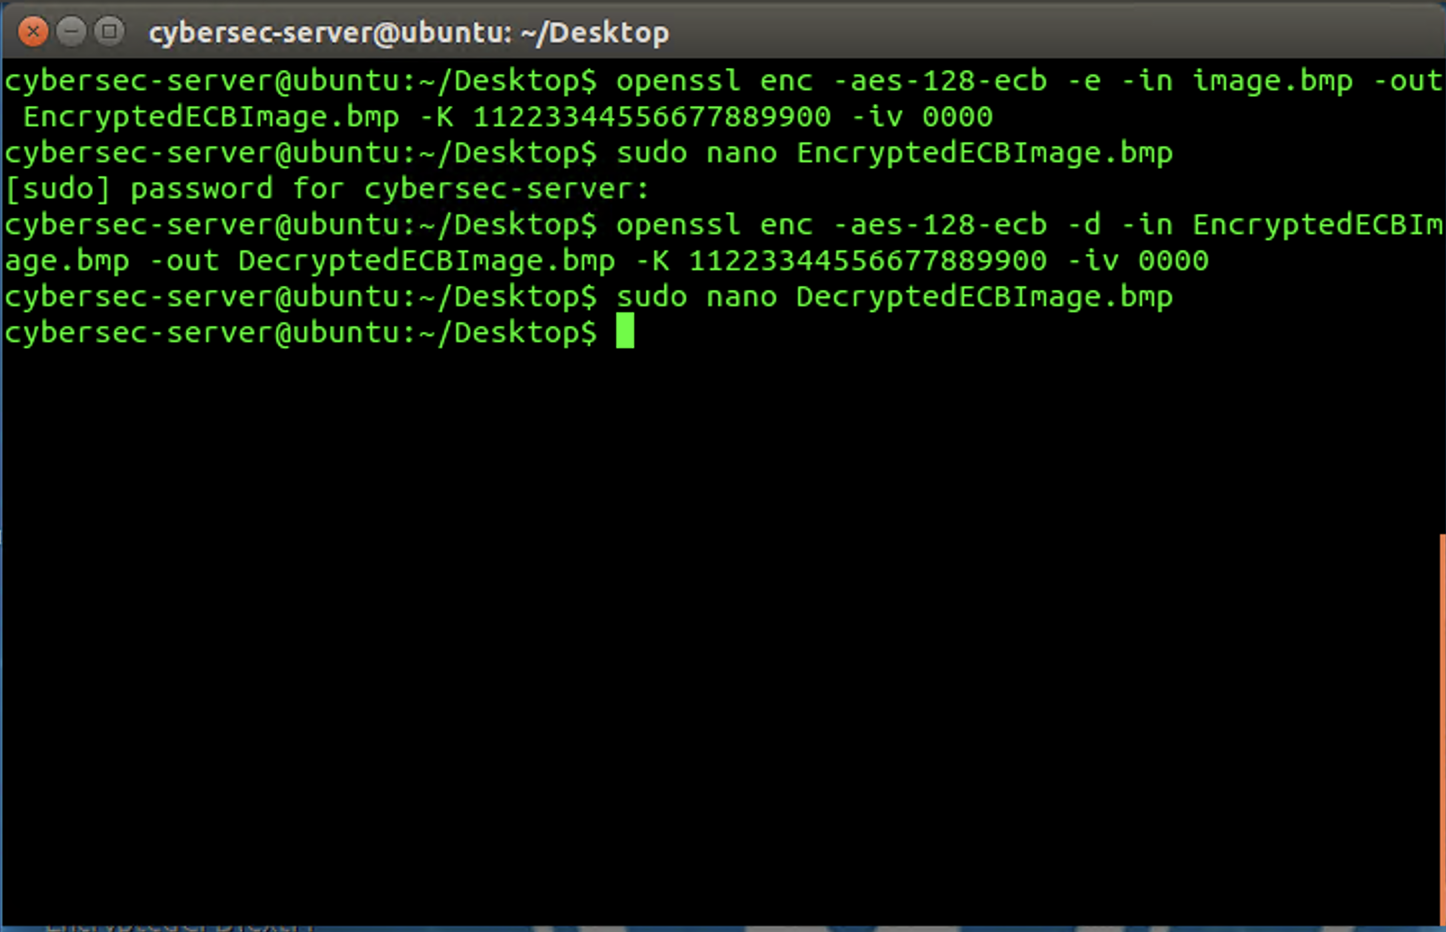 cybersec-server@ubuntu: ~/Desktop
cybersec-server@ubuntu:~/Desktop$ openssl enc -aes-128-ecb -e -in image.bmp -out
EncryptedECBImage.bmp -K 11223344556677889900 -iv 0000
cybersec-server@ubuntu:~/Desktop$ sudo nano EncryptedECBImage.bmp
[sudo] password for cybersec-server:
cybersec-server@ubuntu:~/Desktop$ openssl enc -aes-128-ecb -d -in EncryptedECBIm
age.bmp -out DecryptedECBImage.bmp -K 11223344556677889900 -iv 0000
cybersec-server@ubuntu:~/Desktop$ sudo nano DecryptedECBImage.bmp
cybersec-server@ubuntu:~/Desktop$